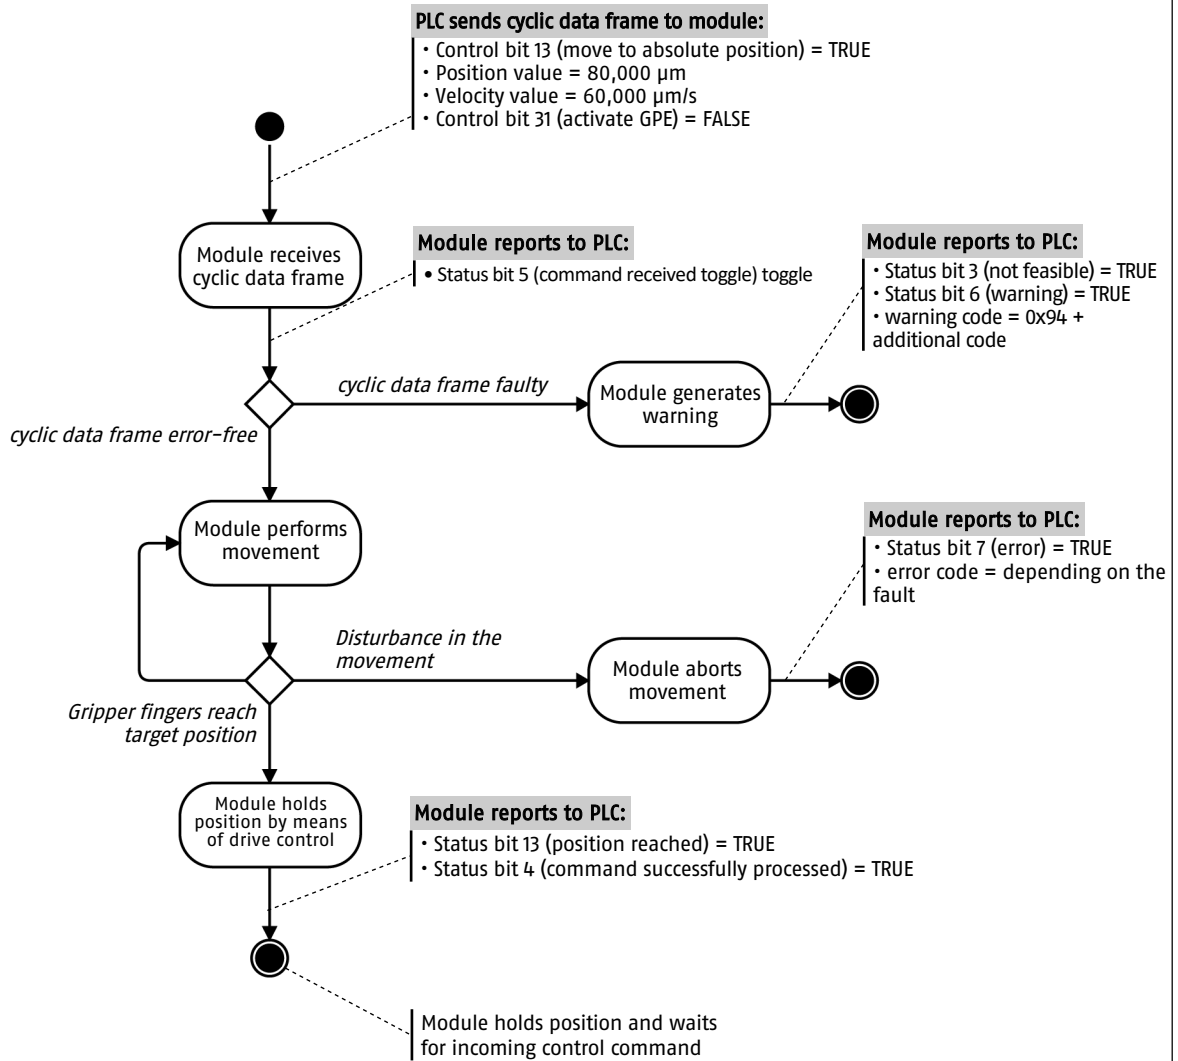 PLC sends cyclic data frame to module:
• Control bit 13 (move to absolute position) = TRUE
• Position value = 80,000 µm
• Velocity value = 60,000 µm/s
• Control bit 31 (activate GPE) = FALSE
Module receives
cyclic data frame
Module reports to PLC:
• Status bit 5 (command received toggle) toggle
Module reports to PLC:
• Status bit 3 (not feasible) = TRUE
• Status bit 6 (warning) = TRUE
• warning code = 0x94 +
additional code
cyclic data frame faulty
Module generates
warning
cyclic data frame error-free
Module performs
movement
Module reports to PLC:
• Status bit 7 (error) = TRUE
• error code = depending on the
fault
Disturbance in the
movement
Module aborts
movement
Gripper fingers reach
target position
Module holds
position by means
of drive control
Module reports to PLC:
• Status bit 13 (position reached) = TRUE
• Status bit 4 (command successfully processed) = TRUE
Module holds position and waits
for incoming control command